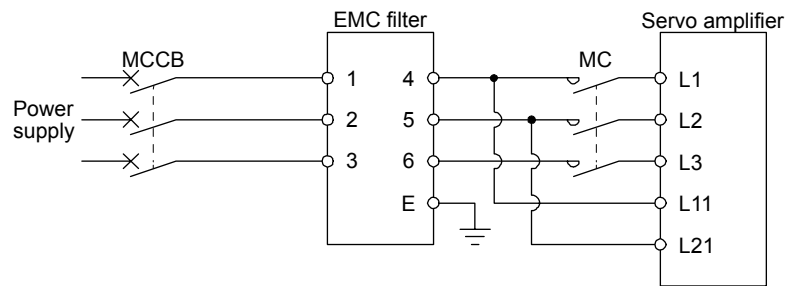 EMC filter
Servo amplifier
MCCB
MC
Power
supply
1
4
L1
2
5
L2
3
6
L3
E
L11
L21